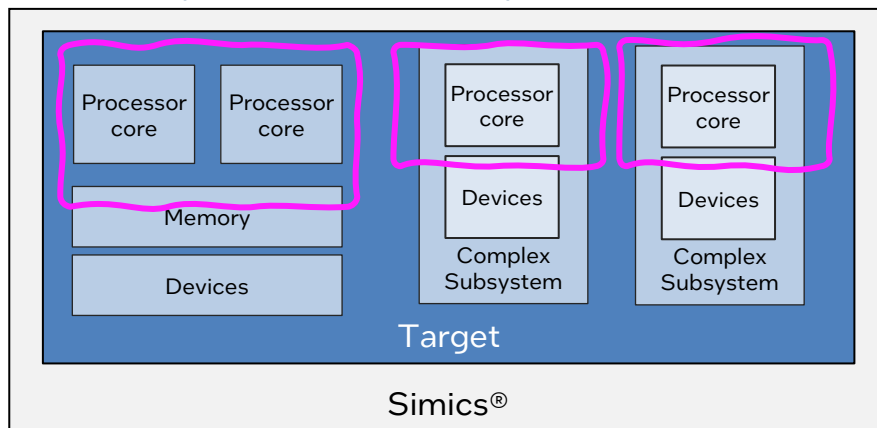 Processor
core
Processor
core
Memory
Devices
Processor
core
Devices
Complex
Subsystem
Processor
core
Devices
Complex
Subsystem
Target
Simics®